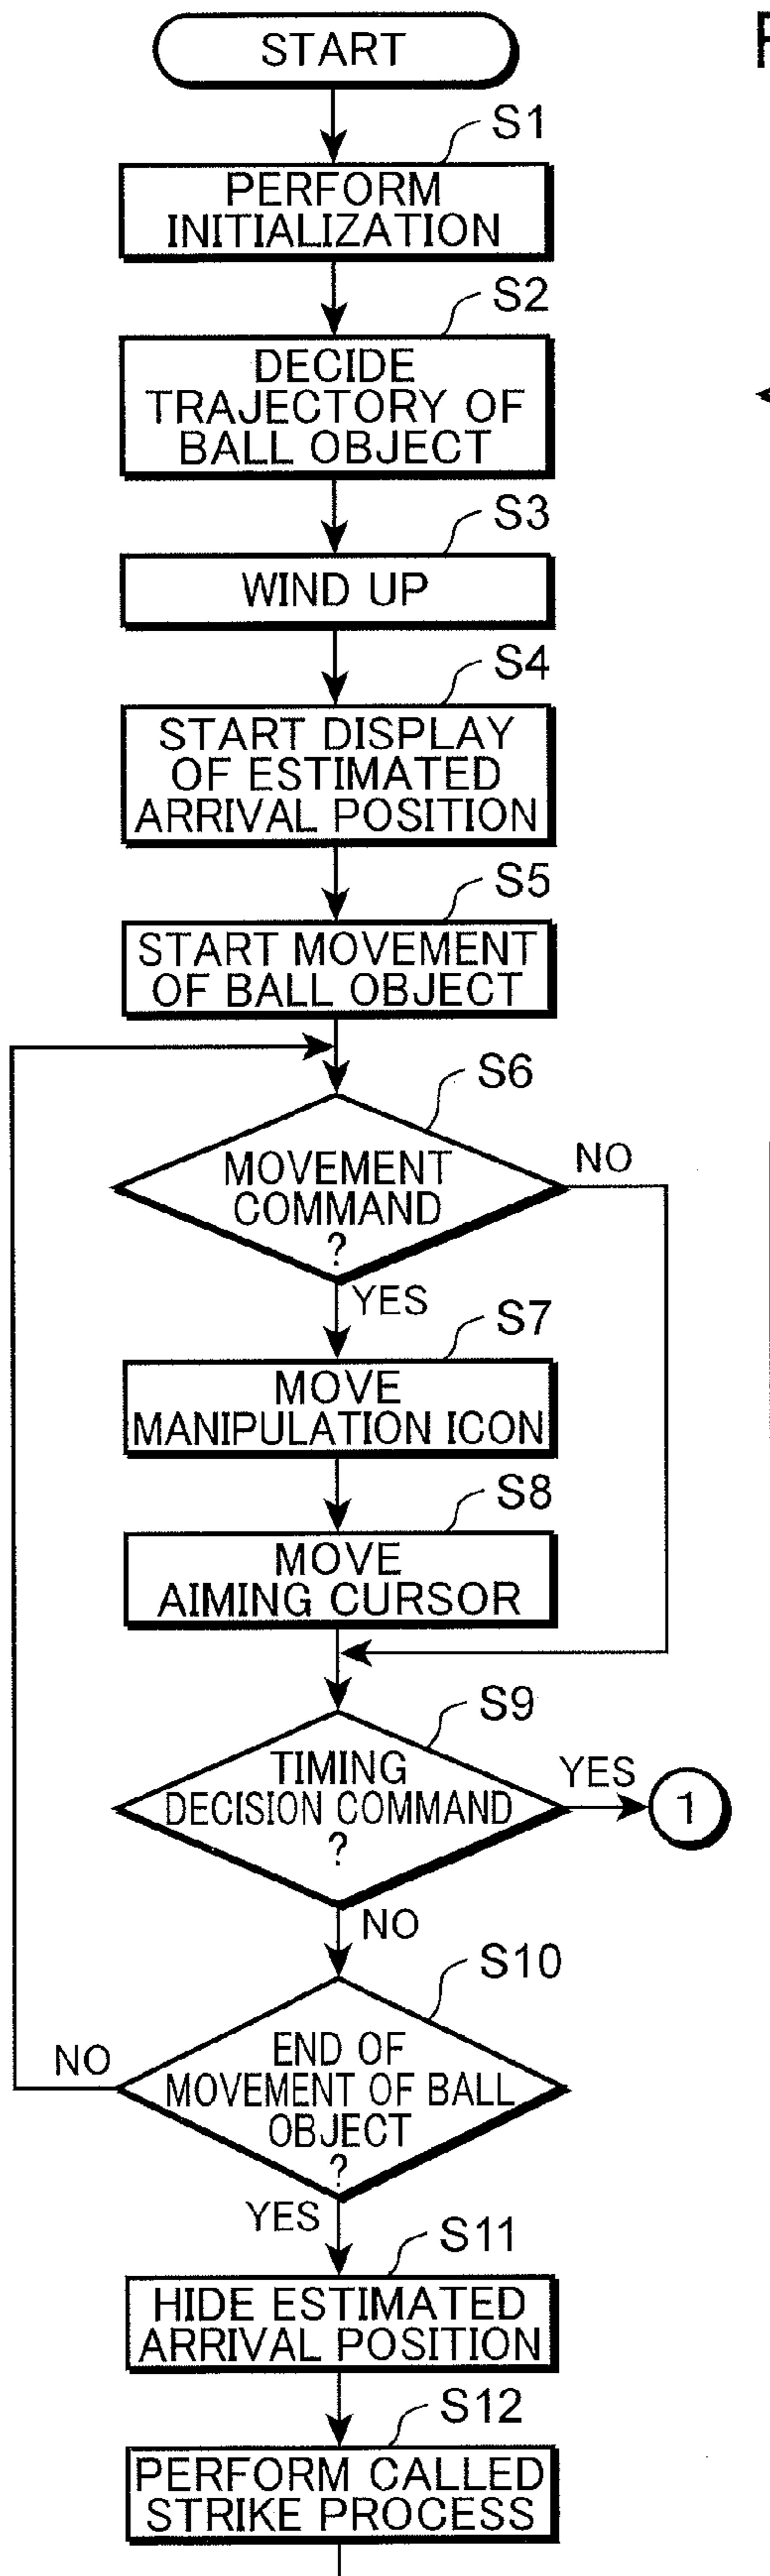 START
S1
PERFORM
INITIALIZATION
S2
DECIDE
TRAJECTORY OF
BALL OBJECT
S3
WIND UP
S4
START DISPLAY
OF ESTIMATED
ARRIVAL POSITION
S5
START MOVEMENT
OF BALL OBJECT
S6
MOVEMENT
COMMAND
?
NO
YES
S7
MOVE
MANIPULATION ICON
S8
MOVE
AIMING CURSOR
S9
TIMING
DECISION COMMAND
?
YES
1
NO
S10
END OF
MOVEMENT OF BALL
OBJECT
?
NO
YES
S11
HIDE ESTIMATED
ARRIVAL POSITION
S12
PERFORM CALLED
STRIKE PROCESS